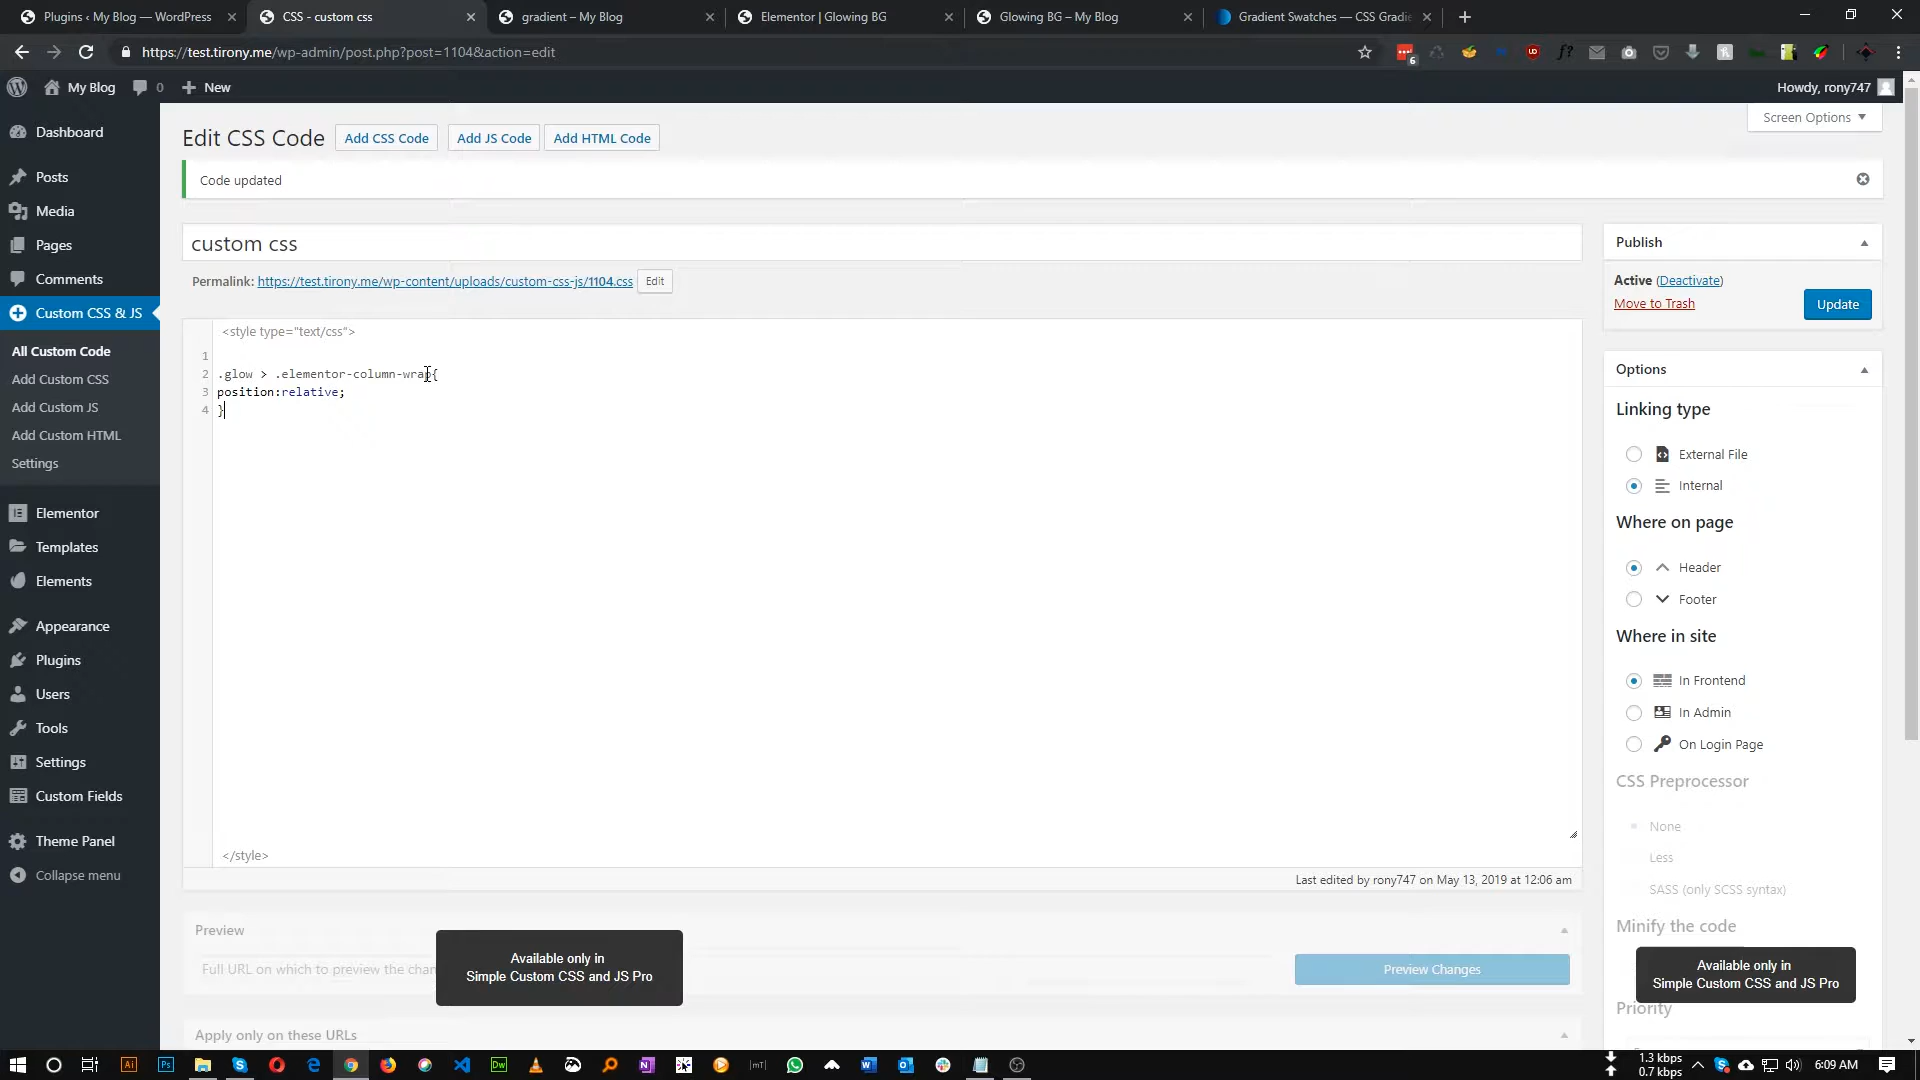 Plugins ‹ My Blog — WordPress
CSS - custom css
gradient – My Blog
Elementor | Glowing BG
Glowing BG – My Blog
Gradient Swatches — CSS Gradie
https://test.tirony.me/wp-admin/post.php?post=1104&action=edit
6
My Blog
0
New
Howdy, rony747
Dashboard
Posts
Media
Pages
Comments
Custom CSS & JS
All Custom Code
Add Custom CSS
Add Custom JS
Add Custom HTML
Settings
Elementor
Templates
Elements
Appearance
Plugins
Users
Tools
Settings
Custom Fields
Theme Panel
Collapse menu
Screen Options
Edit CSS Code
Add CSS Code
Add JS Code
Add HTML Code
Code updated
custom css
Permalink: https://test.tirony.me/wp-content/uploads/custom-css-js/1104.css Edit
<style type="text/css">
1
2 .glow > .elementor-column-wrap{
3 position:relative;
4 }
</style>
Last edited by rony747 on May 13, 2019 at 12:06 am
Preview
Full URL on which to preview the chan
Available only in
Simple Custom CSS and JS Pro
Preview Changes
Apply only on these URLs
Publish
Active (Deactivate)
Move to Trash
Update
Options
Linking type
External File
Internal
Where on page
Header
Footer
Where in site
In Frontend
In Admin
On Login Page
CSS Preprocessor
None
Less
SASS (only SCSS syntax)
Minify the code
Available only in
Simple Custom CSS and JS Pro
Priority
1.3 kbps
0.7 kbps
6:09 AM